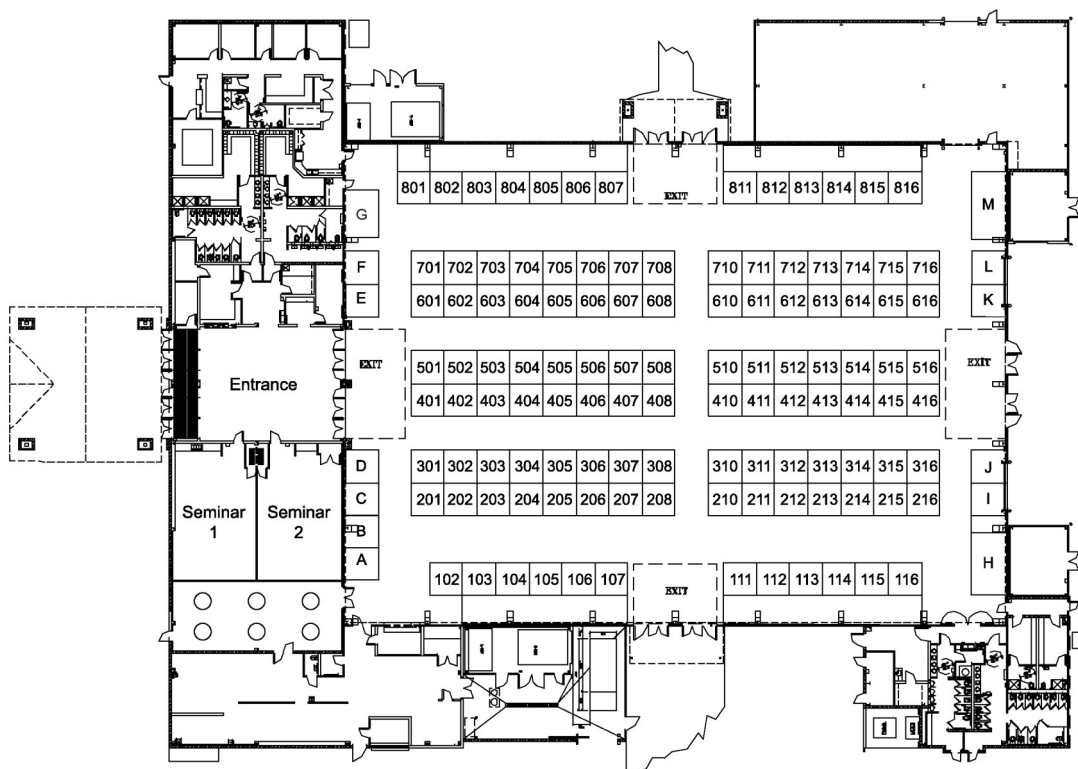 801 802 803 804 805 806 807 EXIT 811 812 813 814 815 816
G M
F 701 702 703 704 705 706 707 708 710 711 712 713 714 715 716 L
E 601 602 603 604 605 606 607 608 610 611 612 613 614 615 616 K
EXIT 501 502 503 504 505 506 507 508 510 511 512 513 514 515 516 EXIT
Entrance
401 402 403 404 405 406 407 408 410 411 412 413 414 415 416
D 301 302 303 304 305 306 307 308 310 311 312 313 314 315 316 J
C 201 202 203 204 205 206 207 208 210 211 212 213 214 215 216 I
Seminar 1
Seminar 2
B
A H
102 103 104 105 106 107 EXIT 111 112 113 114 115 116